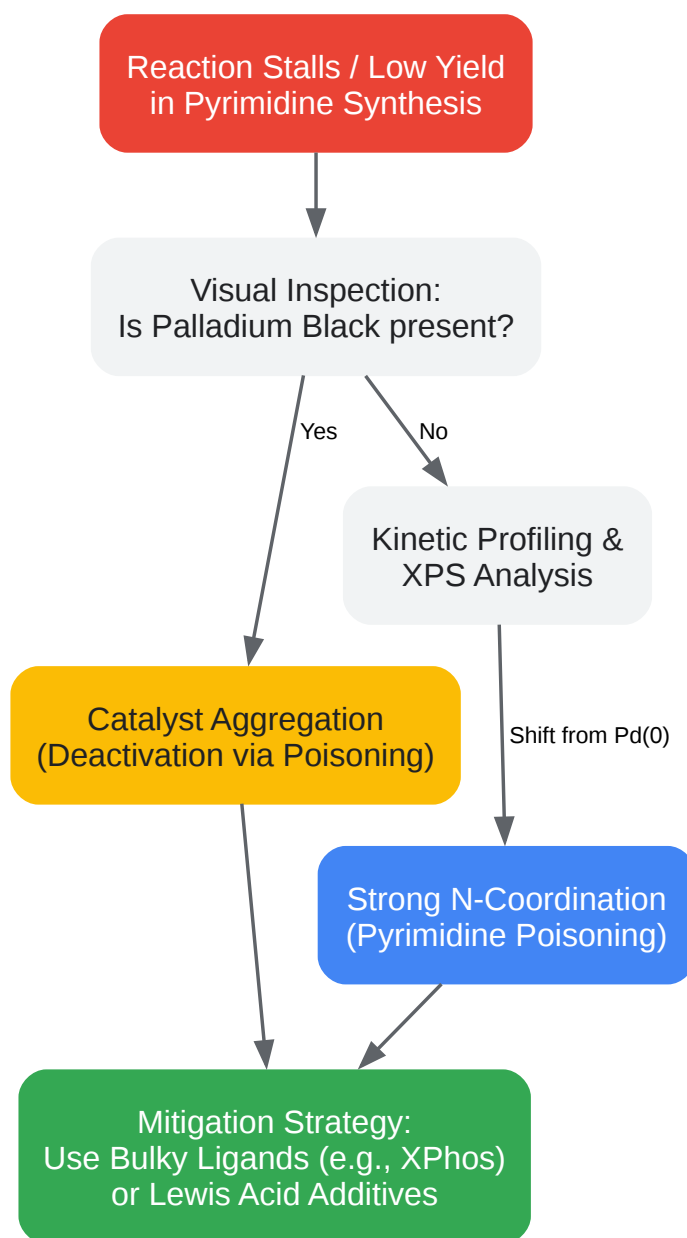 Reaction Stalls / Low Yield
in Pyrimidine Synthesis
Visual Inspection:
Is Palladium Black present?
Yes
No
Kinetic Profiling &
XPS Analysis
Catalyst Aggregation
(Deactivation via Poisoning)
Shift from Pd(0)
Strong N-Coordination
(Pyrimidine Poisoning)
Mitigation Strategy:
Use Bulky Ligands (e.g., XPhos)
or Lewis Acid Additives